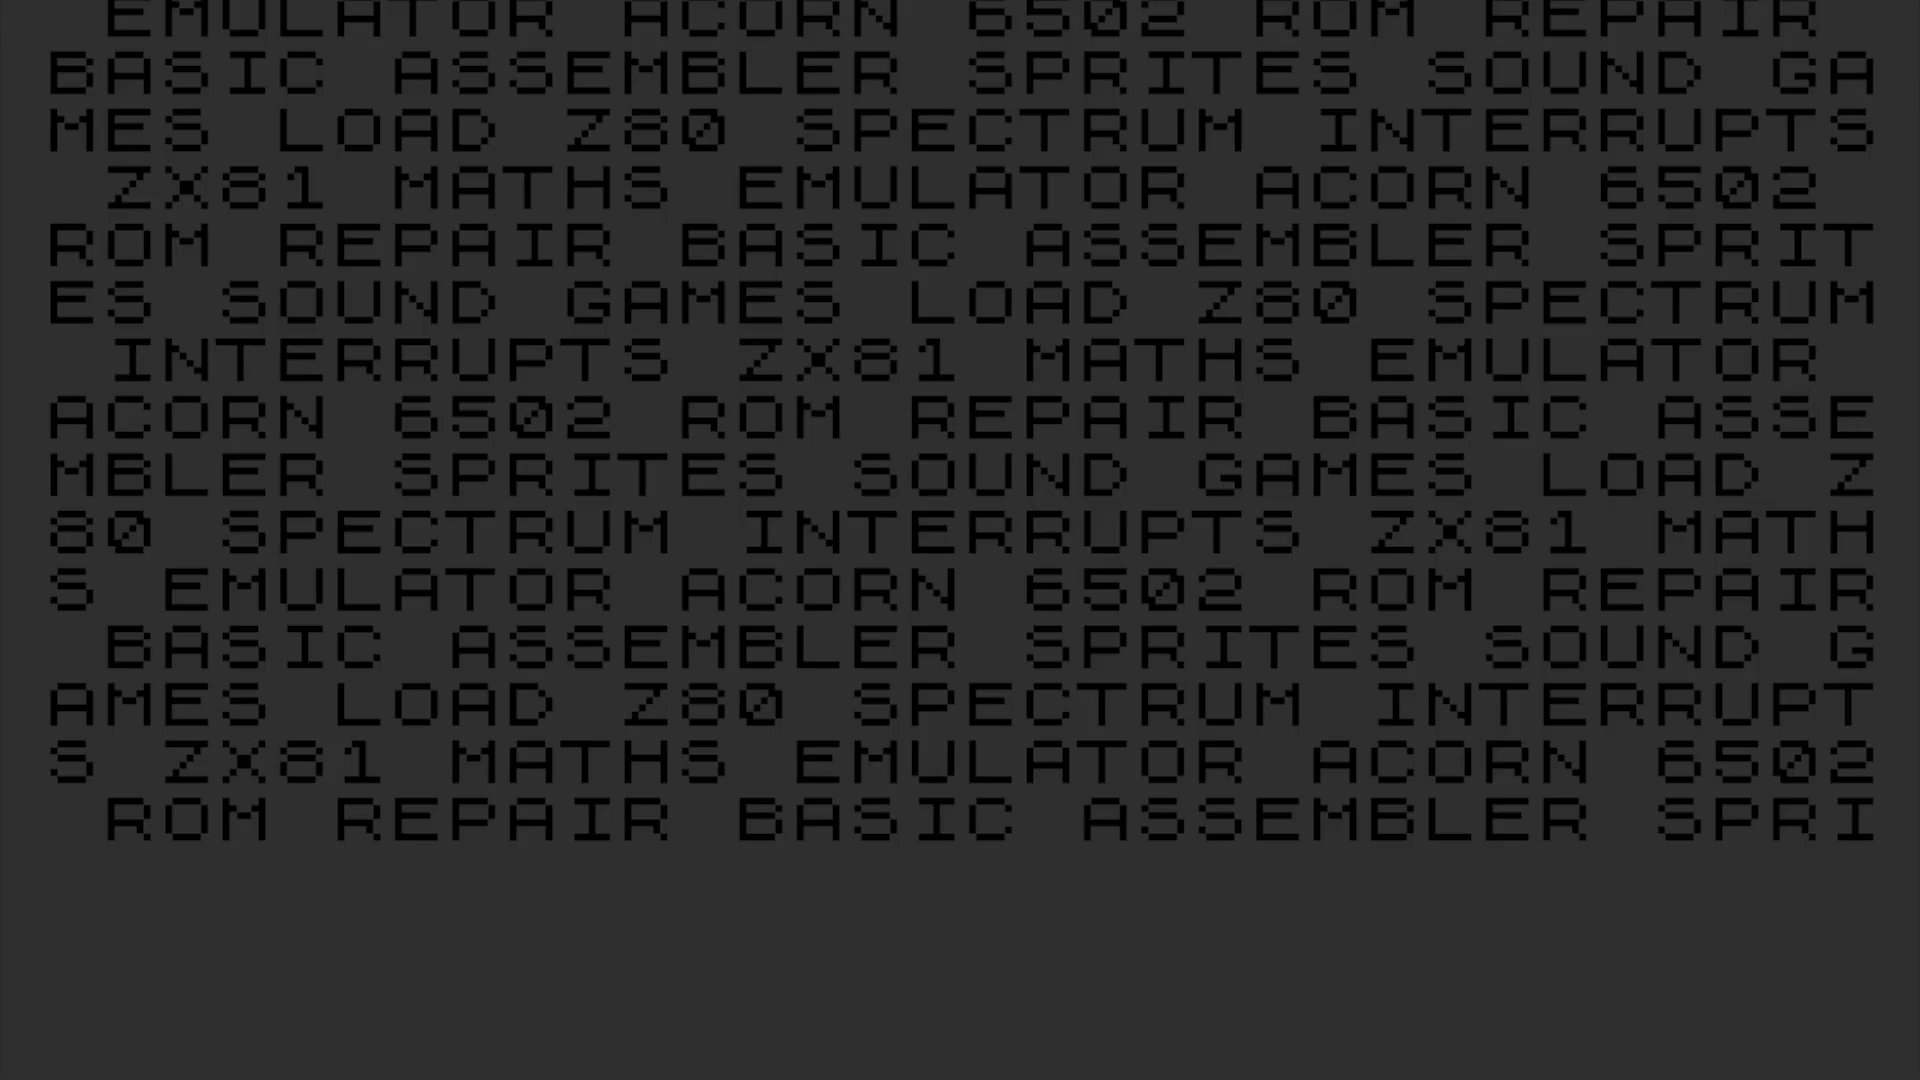 EMULATOR ACORN 6502 ROM REPAIR
BASIC ASSEMBLER SPRITES SOUND GA
MES LOAD Z80 SPECTRUM INTERRUPTS
ZX81 MATHS EMULATOR ACORN 6502
ROM REPAIR BASIC ASSEMBLER SPRIT
ES SOUND GAMES LOAD Z80 SPECTRUM
INTERRUPTS ZX81 MATHS EMULATOR
ACORN 6502 ROM REPAIR BASIC ASSE
MBLER SPRITES SOUND GAMES LOAD Z
80 SPECTRUM INTERRUPTS ZX81 MATH
S EMULATOR ACORN 6502 ROM REPAIR
BASIC ASSEMBLER SPRITES SOUND G
AMES LOAD Z80 SPECTRUM INTERRUPT
S ZX81 MATHS EMULATOR ACORN 6502
ROM REPAIR BASIC ASSEMBLER SPRI